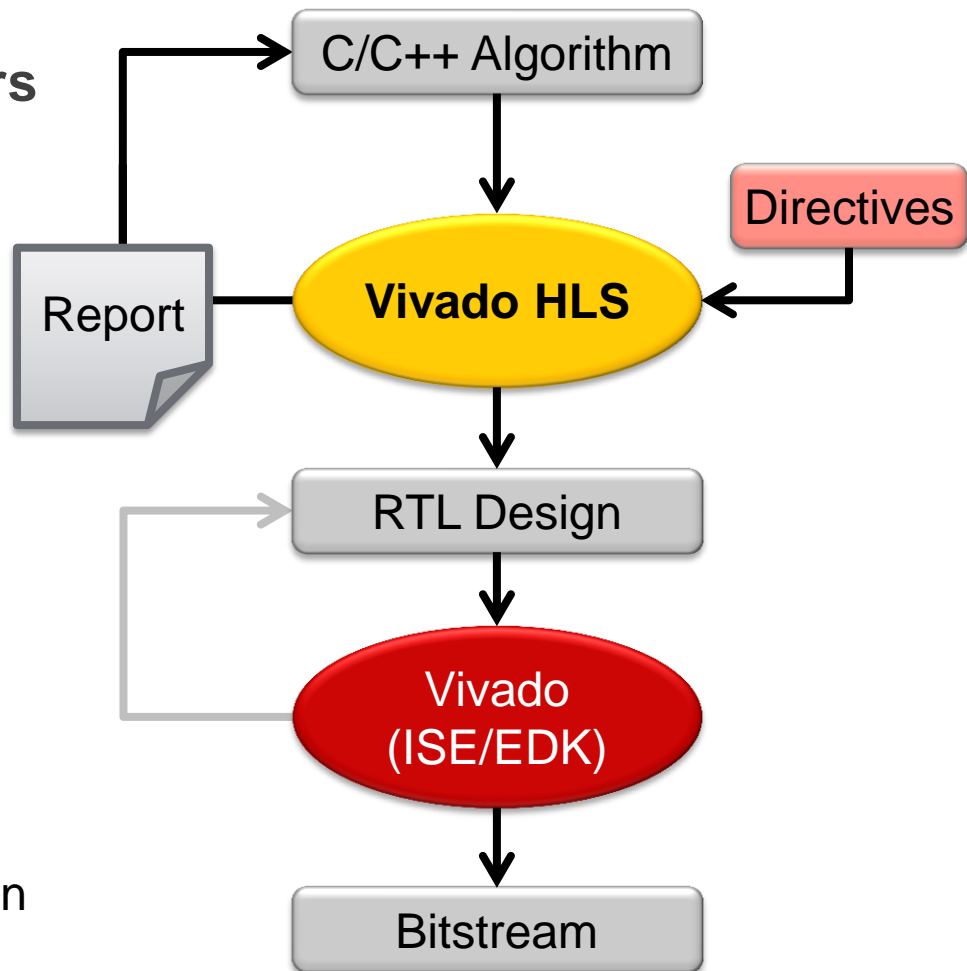 C/C++ Algorithm
rs
Directives
Vivado HLS
Report
RTL Design
Vivado
(ISE/EDK)
n
Bitstream